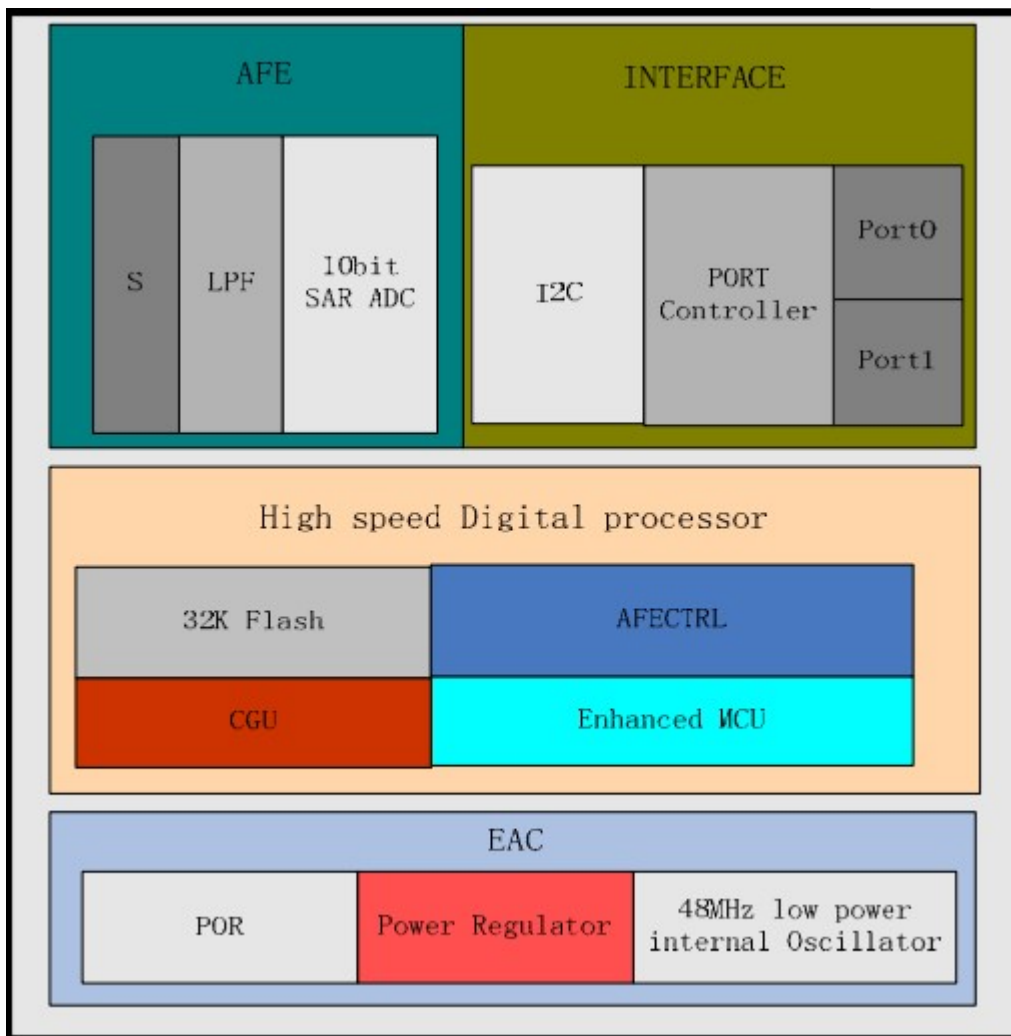 AFE
INTERFACE
S
LPF
10bit
SAR ADC
I2C
PORT
Controller
Port0
Port1
High speed Digital processor
32K Flash
AFECTRL
CGU
Enhanced MCU
EAC
POR
Power Regulator
48MHz low power
internal Oscillator